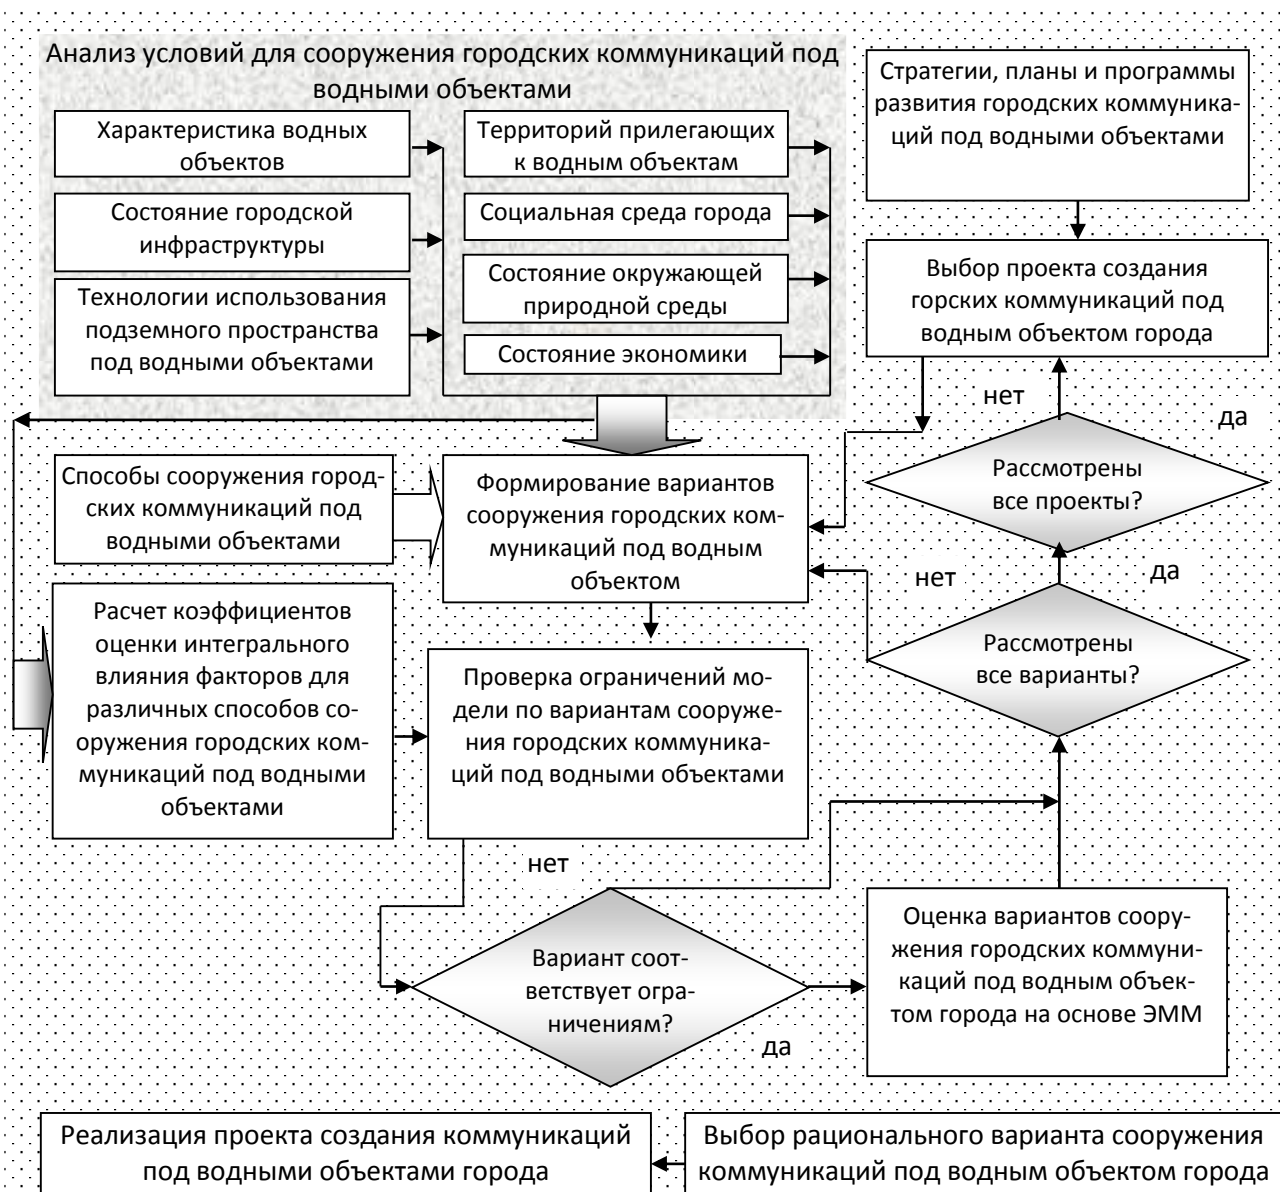 Анализ условий для сооружения городских коммуникаций под
водными объектами
Характеристика водных
объектов
Состояние городской
инфраструктуры
Технологии использования
подземного пространства
под водными объектами
Территорий прилегающих
к водным объектам
Социальная среда города
Состояние окружающей
природной среды
Состояние экономики
Стратегии, планы и программы
развития городских коммуника-
ций под водными объектами
Выбор проекта создания
горских коммуникаций под
водным объектом города
нет
да
Рассмотрены
все проекты?
Способы сооружения город-
ских коммуникаций под
водными объектами
Формирование вариантов
сооружения городских ком-
муникаций под водным
объектом
нет
да
Рассмотрены
все варианты?
Расчет коэффициентов
оценки интегрального
влияния факторов для
различных способов со-
оружения городских ком-
муникаций под водными
объектами
Проверка ограничений мо-
дели по вариантам сооруже-
ния городских коммуника-
ций под водными объектами
нет
Вариант соот-
ветствует огра-
ничениям?
да
Оценка вариантов соору-
жения городских коммуни-
каций под водным объек-
том города на основе ЭММ
Реализация проекта создания коммуникаций
под водными объектами города
Выбор рационального варианта сооружения
коммуникаций под водным объектом города